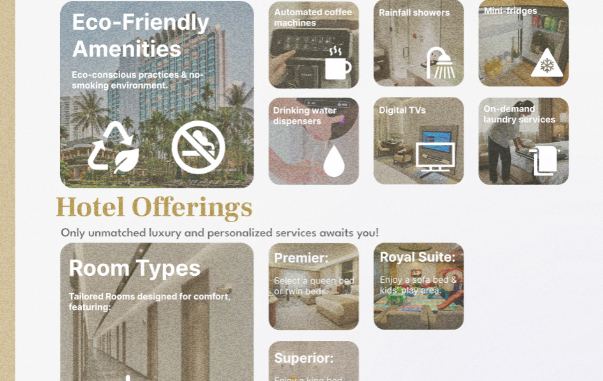 Eco-Friendly
Amenities
Eco-conscious practices & no-
smoking environment.
Automated coffee
machines
Rainfall showers
Mini-fridges
Drinking water
dispensers
Digital TVs
On-demand
laundry services
Hotel Offerings
Only unmatched luxury and personalized services awaits you!
Room Types
Tailored Rooms designed for comfort,
featuring:
Premier:
Select a queen bed
or twin beds.
Royal Suite:
Enjoy a sofa bed &
kids' play area.
Superior:
Enjoy a king bed